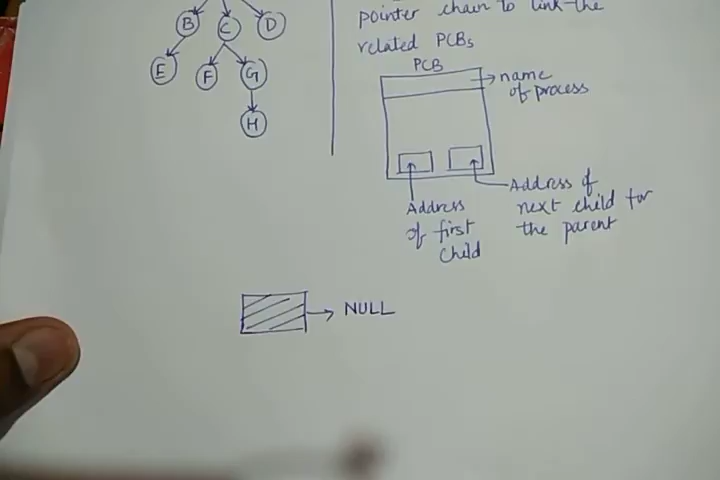 B C D
E F G
H
pointer chain to link the
related PCBs
PCB
name
of process
Address
of first
child
Address of
next child for
the parent
NULL